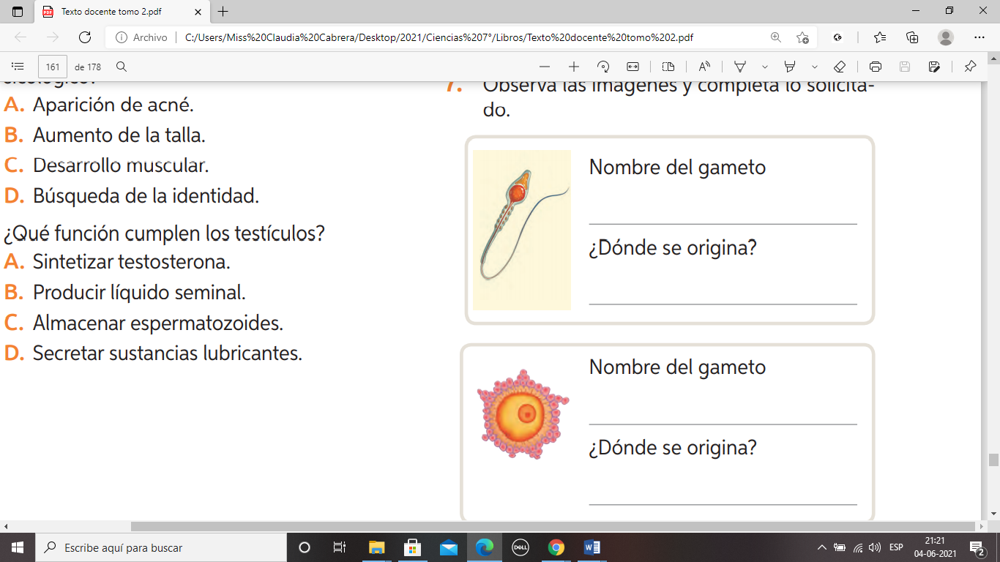 Texto docente tomo 2.pdf
Archivo
C:/Users/Miss%20Claudia%20Cabrera/Desktop/2021/Ciencias%207°/Libros/Texto%20docente%20tomo%202.pdf
161
de 178
A. Aparición de acné.
B. Aumento de la talla.
C. Desarrollo muscular.
D. Búsqueda de la identidad.
¿Qué función cumplen los testículos?
A. Sintetizar testosterona.
B. Producir líquido seminal.
C. Almacenar espermatozoides.
D. Secretar sustancias lubricantes.
7. Observa las imágenes y completa lo solicita-
do.
Nombre del gameto
¿Dónde se origina?
Nombre del gameto
¿Dónde se origina?
Escribe aquí para buscar
DELL
ESP
21:21
04-06-2021
2